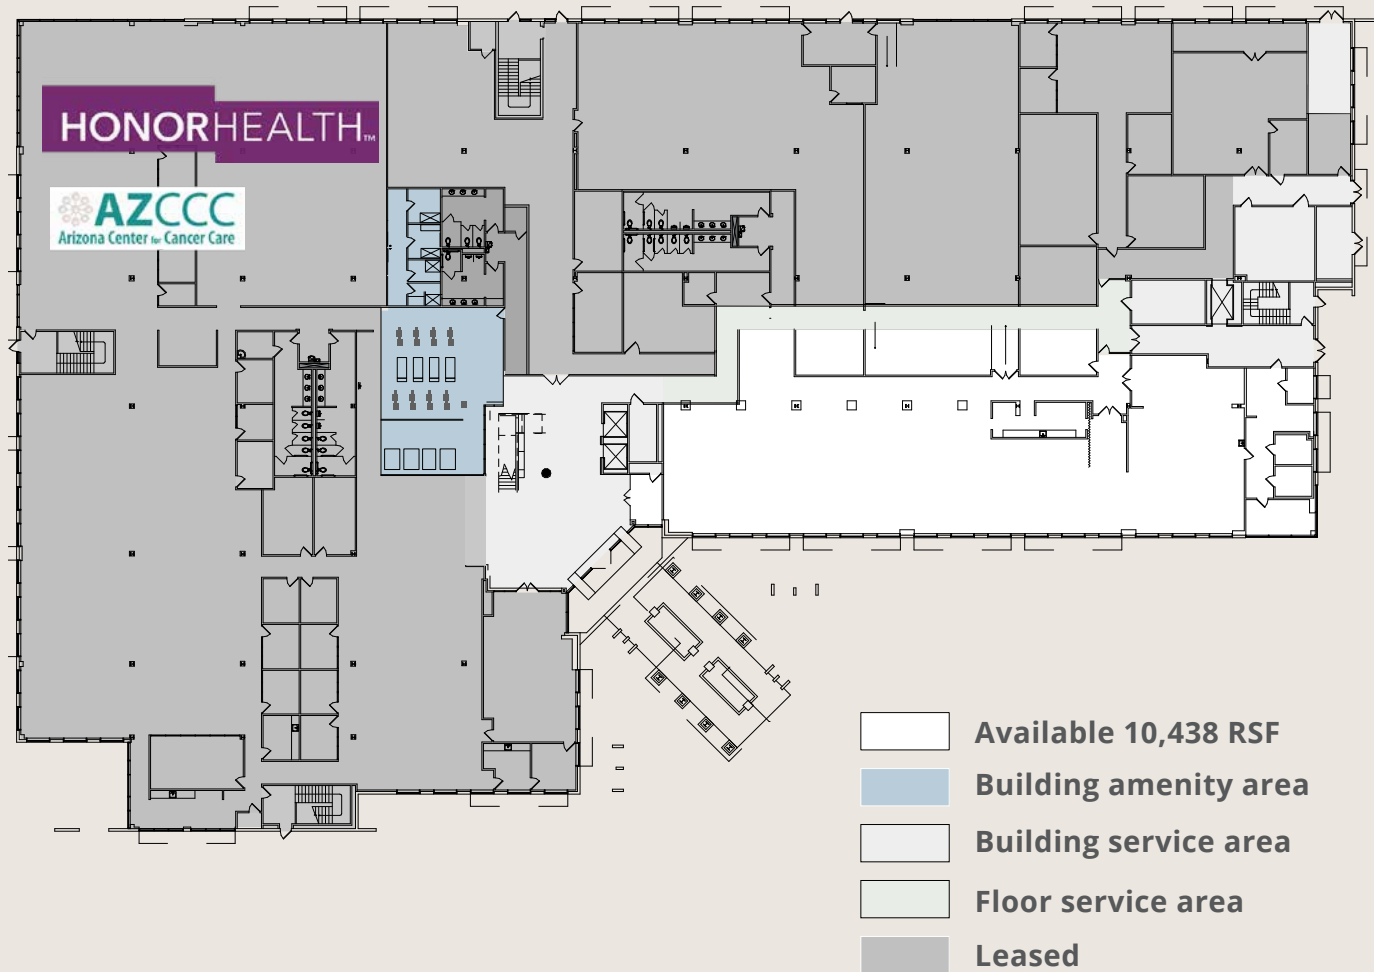 HONORHEALTH™
AZCCC
Arizona Center for Cancer Care
Available 10,438 RSF
Building amenity area
Building service area
Floor service area
Leased